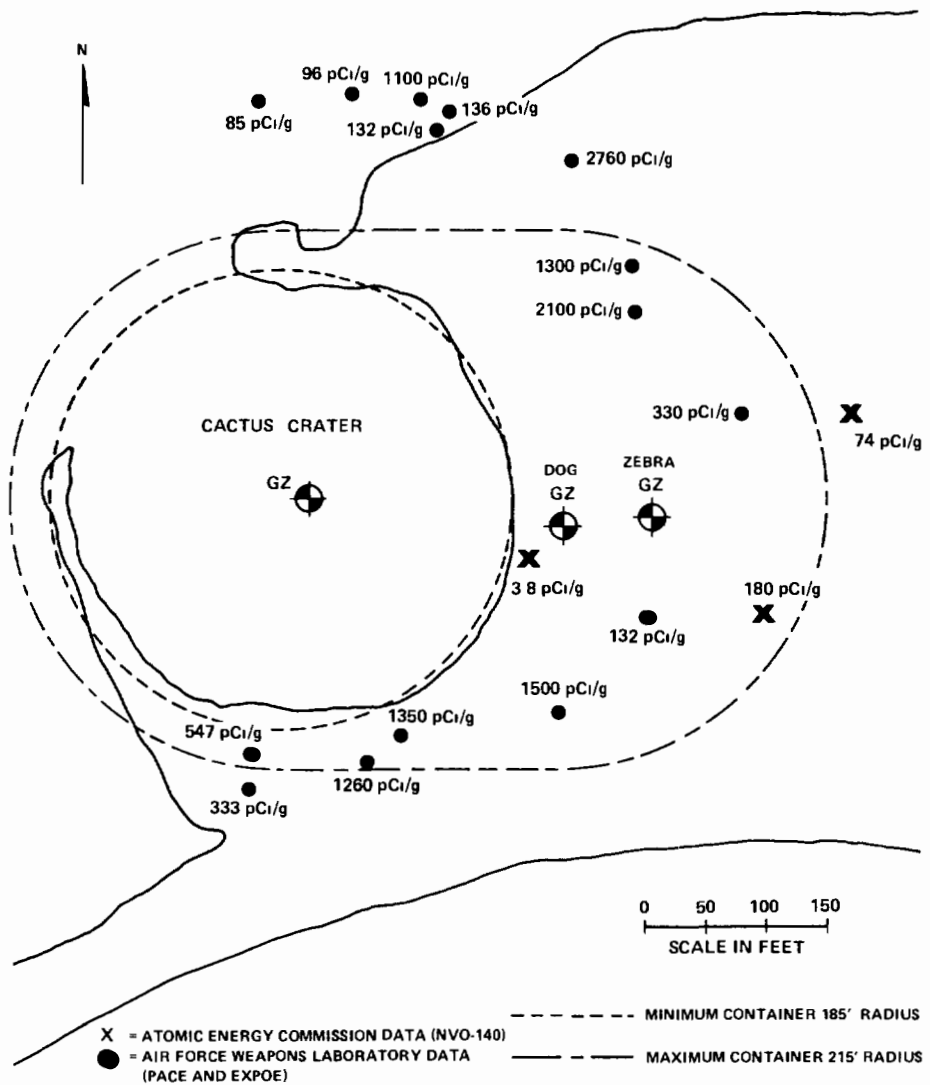 N
96 pCi/g
1100 pCi/g
85 pCi/g
136 pCi/g
132 pCi/g
2760 pCi/g
1300 pCi/g
2100 pCi/g
330 pCi/g
74 pCi/g
CACTUS CRATER
GZ
DOG
GZ
ZEBRA
GZ
3 8 pCi/g
180 pCi/g
132 pCi/g
1500 pCi/g
1350 pCi/g
547 pCi/g
1260 pCi/g
333 pCi/g
0 50 100 150
SCALE IN FEET
X = ATOMIC ENERGY COMMISSION DATA (NVO-140)
= AIR FORCE WEAPONS LABORATORY DATA
(PACE AND EXPOE)
MINIMUM CONTAINER 185' RADIUS
MAXIMUM CONTAINER 215' RADIUS